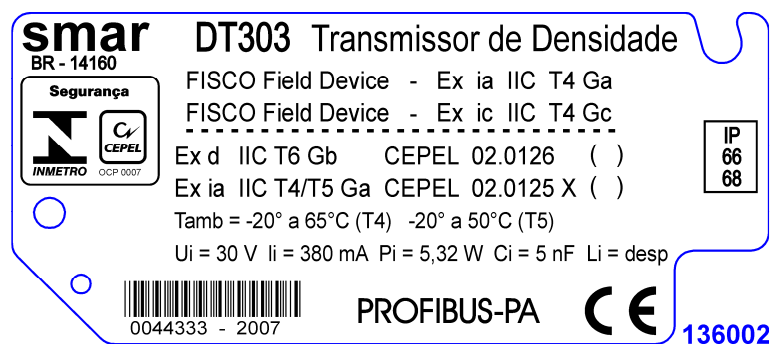 smar DT303 Transmissor de Densidade
BR - 14160
Segurança
INMETRO
CEPEL
OCP 0007
FISCO Field Device - Ex ia IIC T4 Ga
FISCO Field Device - Ex ic IIC T4 Gc
Ex d IIC T6 Gb CEPEL 02.0126 ( )
Ex ia IIC T4/T5 Ga CEPEL 02.0125 X ( )
Tamb = -20° a 65°C (T4) -20° a 50°C (T5)
Ui = 30 V Ii = 380 mA Pi = 5,32 W Ci = 5 nF Li = desp
IP
66
68
0044333 - 2007
PROFIBUS-PA CE
136002